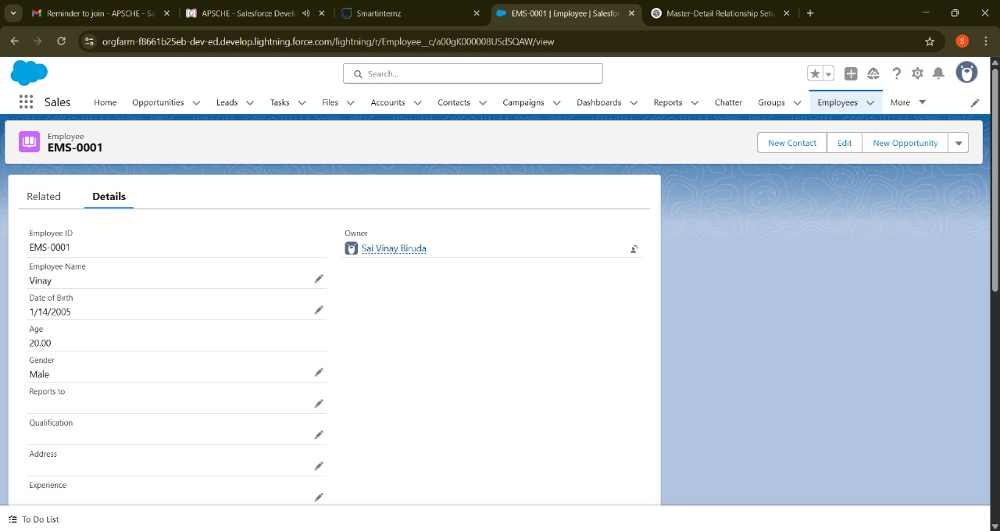 Reminder to join - APSCHE - Sa
APSCHE - Salesforce Develo
Smartinternz
EMS-0001 | Employee | Salesfor
Master-Detail Relationship Setu
orgfarm-f8661b25eb-dev-ed.develop.lightning.force.com/lightning/r/Employee__c/a00gK000008USdSQAW/view
S
Search...
Sales
Home
Opportunities
Leads
Tasks
Files
Accounts
Contacts
Campaigns
Dashboards
Reports
Chatter
Groups
Employees
More
Employee
EMS-0001
New Contact
Edit
New Opportunity
Related
Details
Employee ID
EMS-0001
Owner
Sai Vinay Biruda
Employee Name
Vinay
Date of Birth
1/14/2005
Age
20.00
Gender
Male
Reports to
Qualification
Address
Experience
To Do List